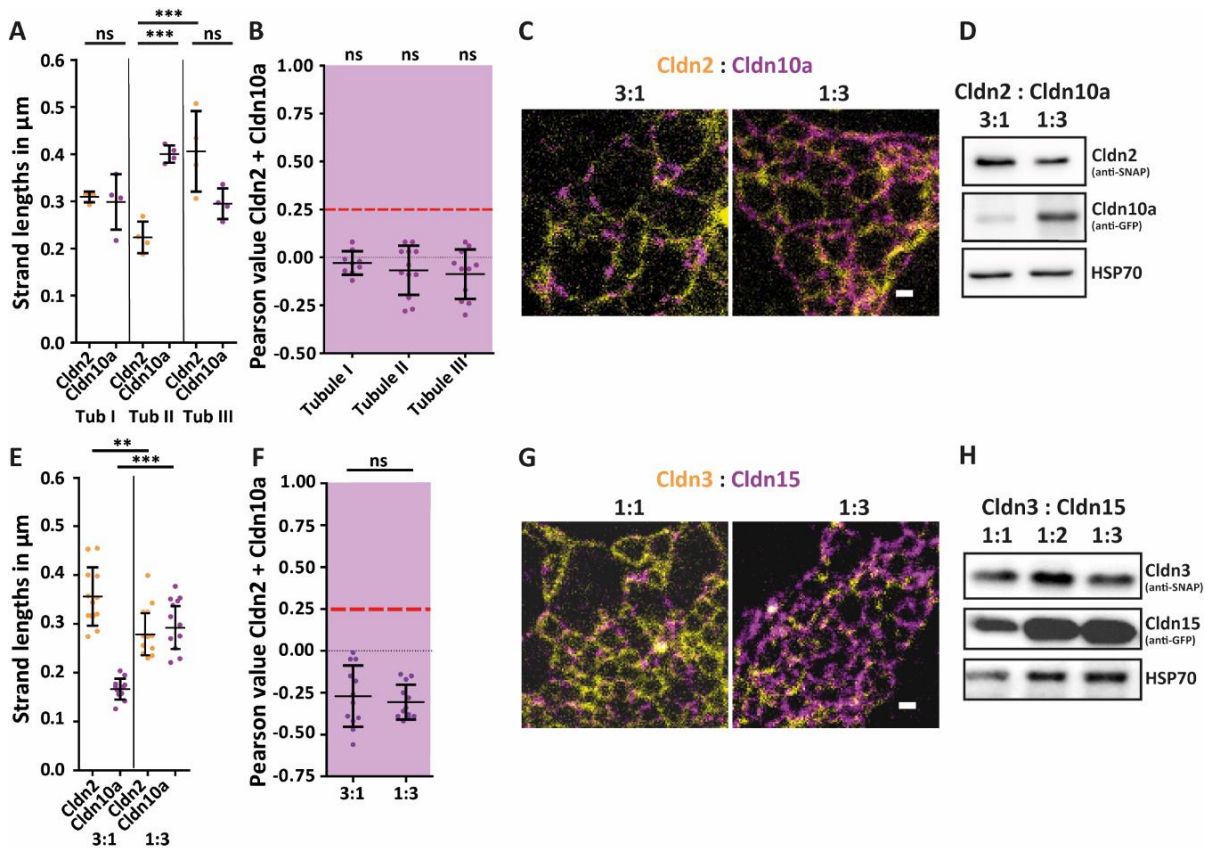 A
ns
***
***
ns
Strand lengths in µm
0.6
0.5
0.4
0.3
0.2
0.1
0.0
Cldn2
Cldn10a
Cldn2
Cldn10a
Cldn2
Cldn10a
Tub I
Tub II
Tub III
B
ns
ns
ns
Pearson value Cldn2 + Cldn10a
1.00
0.75
0.50
0.25
0.00
-0.25
-0.50
Tubule I
Tubule II
Tubule III
C
Cldn2 : Cldn10a
3:1
1:3
D
Cldn2 : Cldn10a
3:1
1:3
Cldn2
(anti-SNAP)
Cldn10a
(anti-GFP)
HSP70
E
**
***
Strand lengths in µm
0.6
0.5
0.4
0.3
0.2
0.1
0.0
Cldn2
Cldn10a
Cldn2
Cldn10a
3:1
1:3
F
ns
Pearson value Cldn2 + Cldn10a
1.00
0.75
0.50
0.25
0.00
-0.25
-0.50
-0.75
3:1
1:3
G
Cldn3 : Cldn15
1:1
1:3
H
Cldn3 : Cldn15
1:1
1:2
1:3
Cldn3
(anti-SNAP)
Cldn15
(anti-GFP)
HSP70